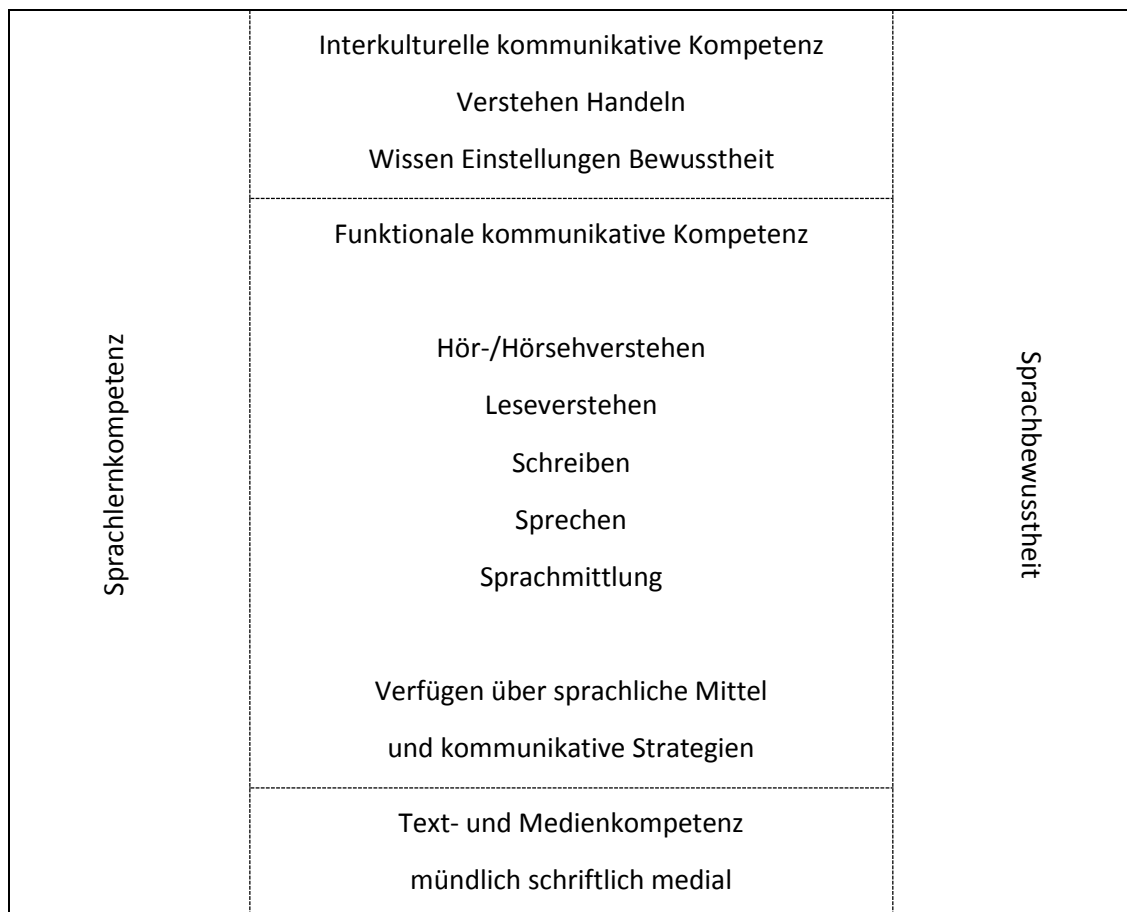 Sprachlernkompetenz
Interkulturelle kommunikative Kompetenz
Verstehen Handeln
Wissen Einstellungen Bewusstheit
Funktionale kommunikative Kompetenz
Hör-/Hörsehverstehen
Leseverstehen
Schreiben
Sprechen
Sprachmittlung
Verfügen über sprachliche Mittel
und kommunikative Strategien
Text- und Medienkompetenz
mündlich schriftlich medial
Sprachbewusstheit